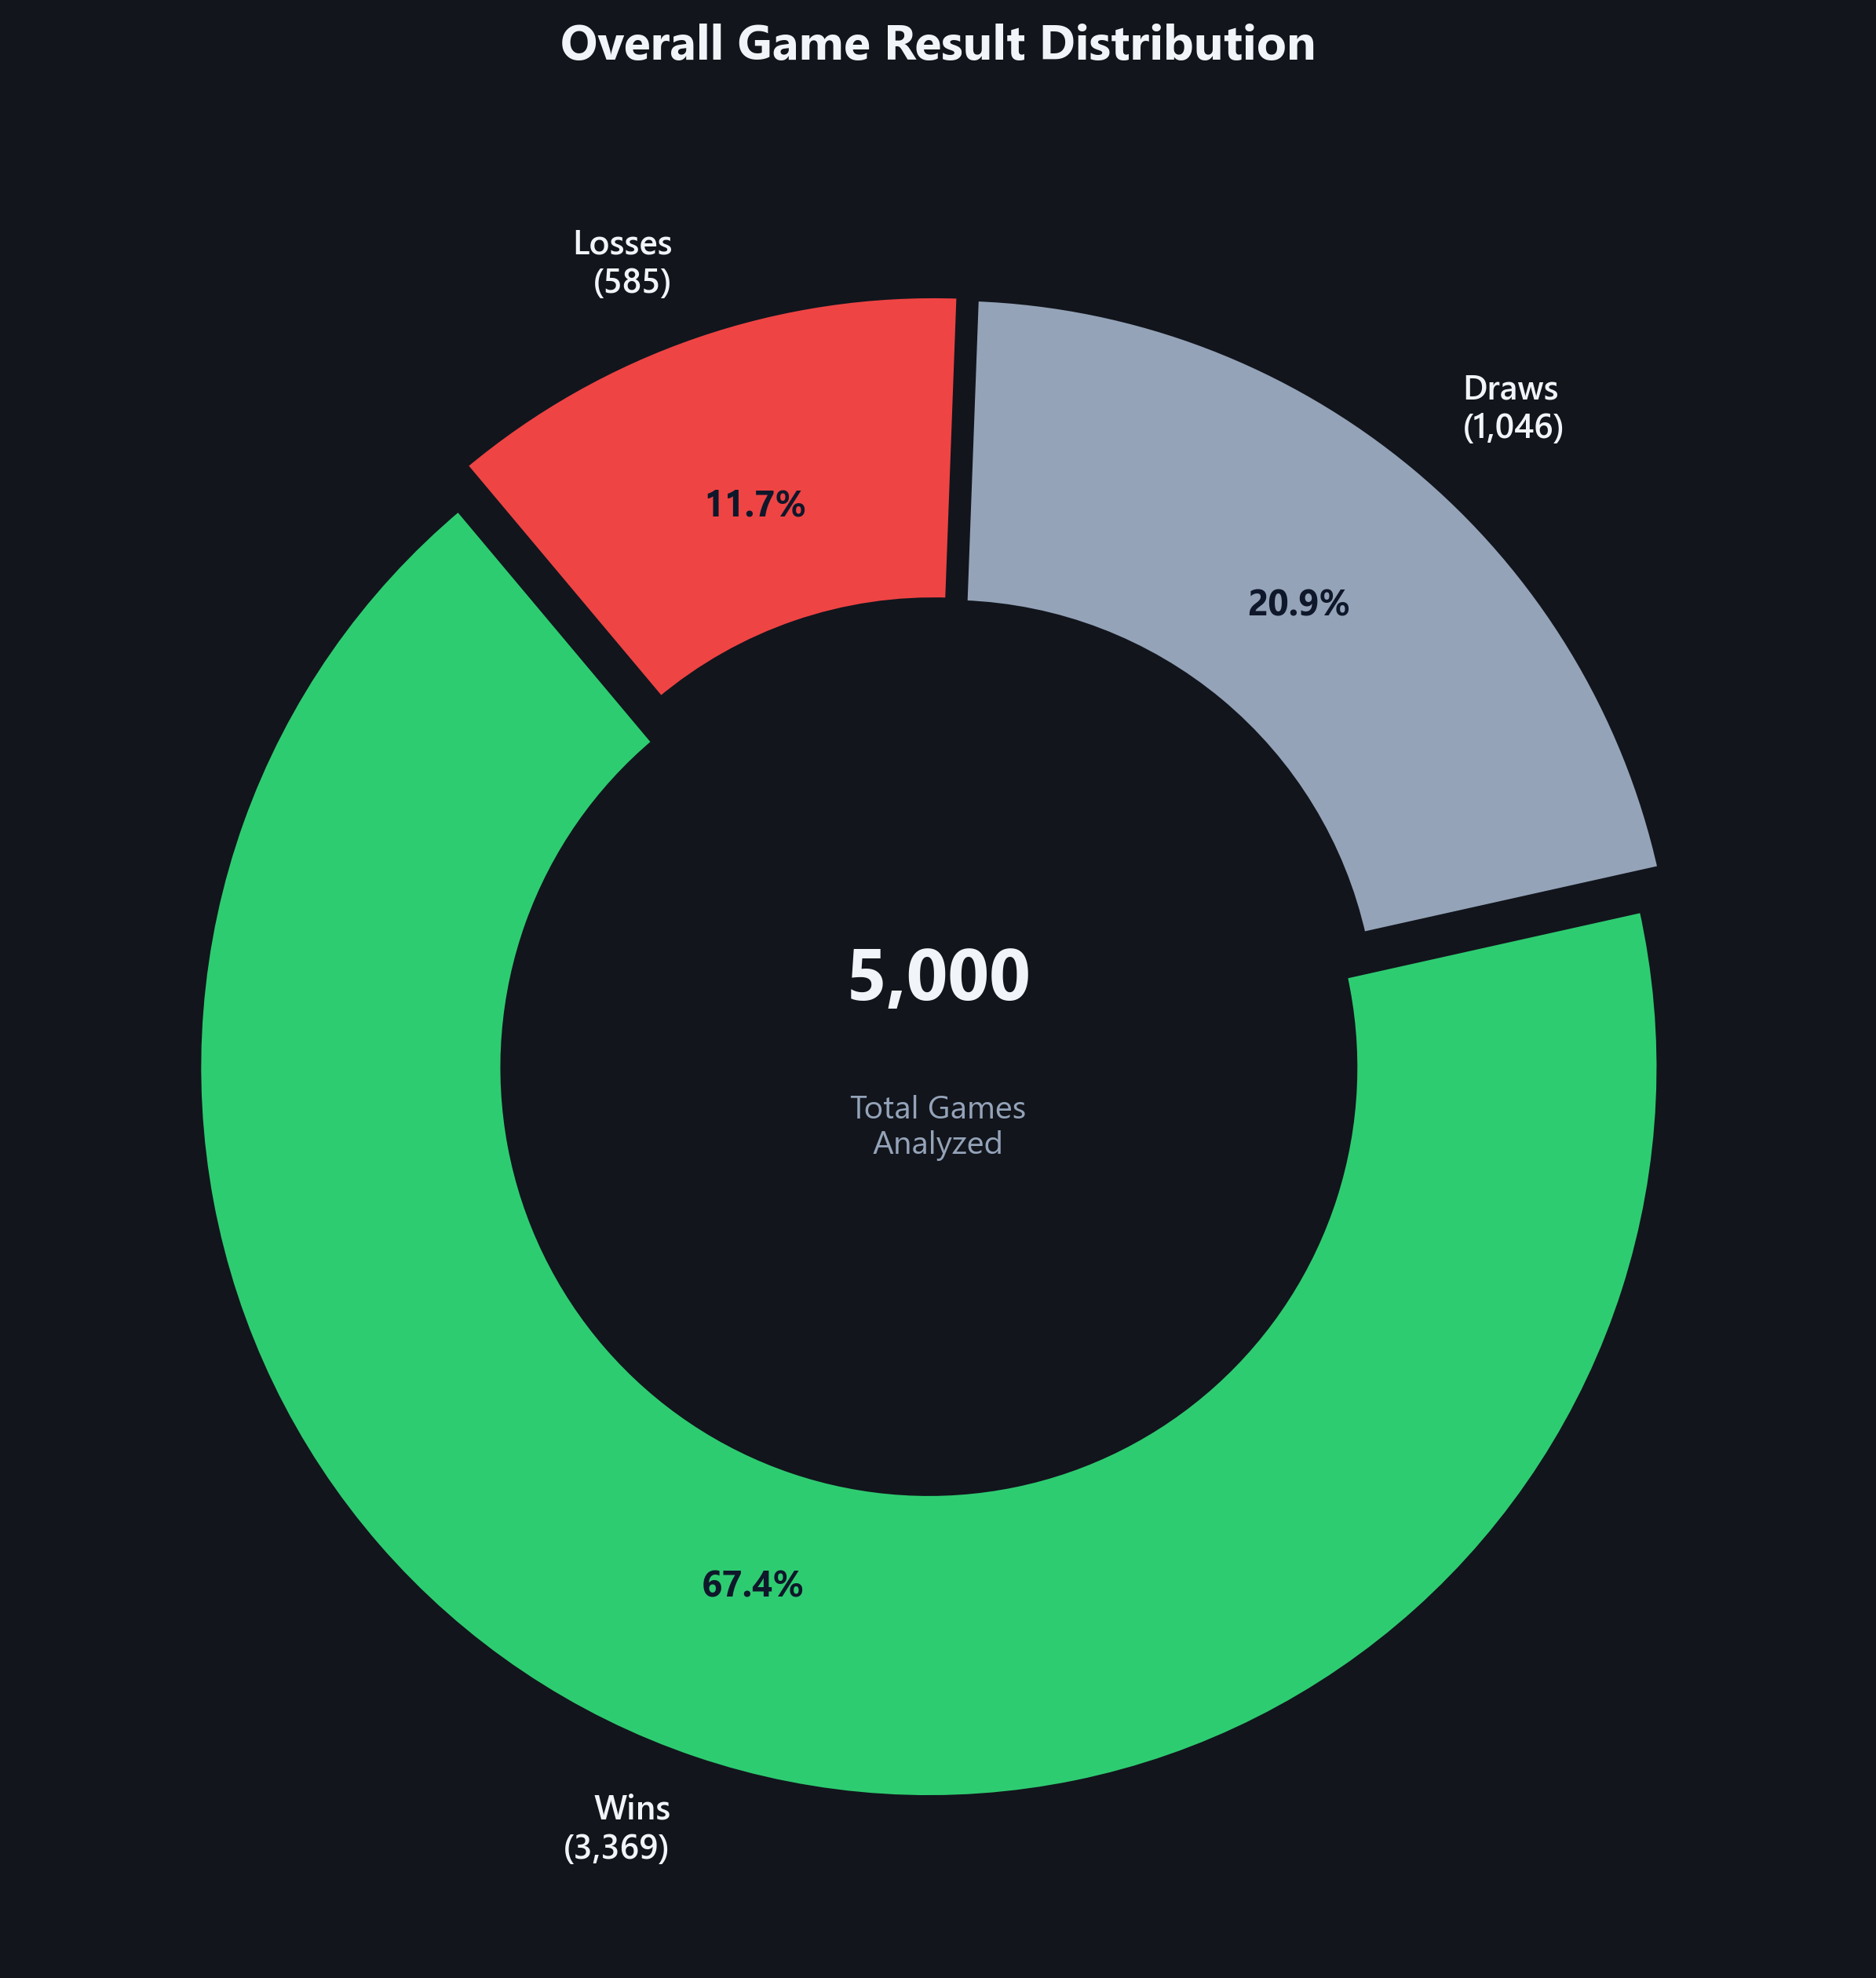 Overall Game Result Distribution
Losses
(585)
Draws
(1,046)
11.7%
20.9%
5,000
Total Games
Analyzed
67.4%
Wins
(3,369)